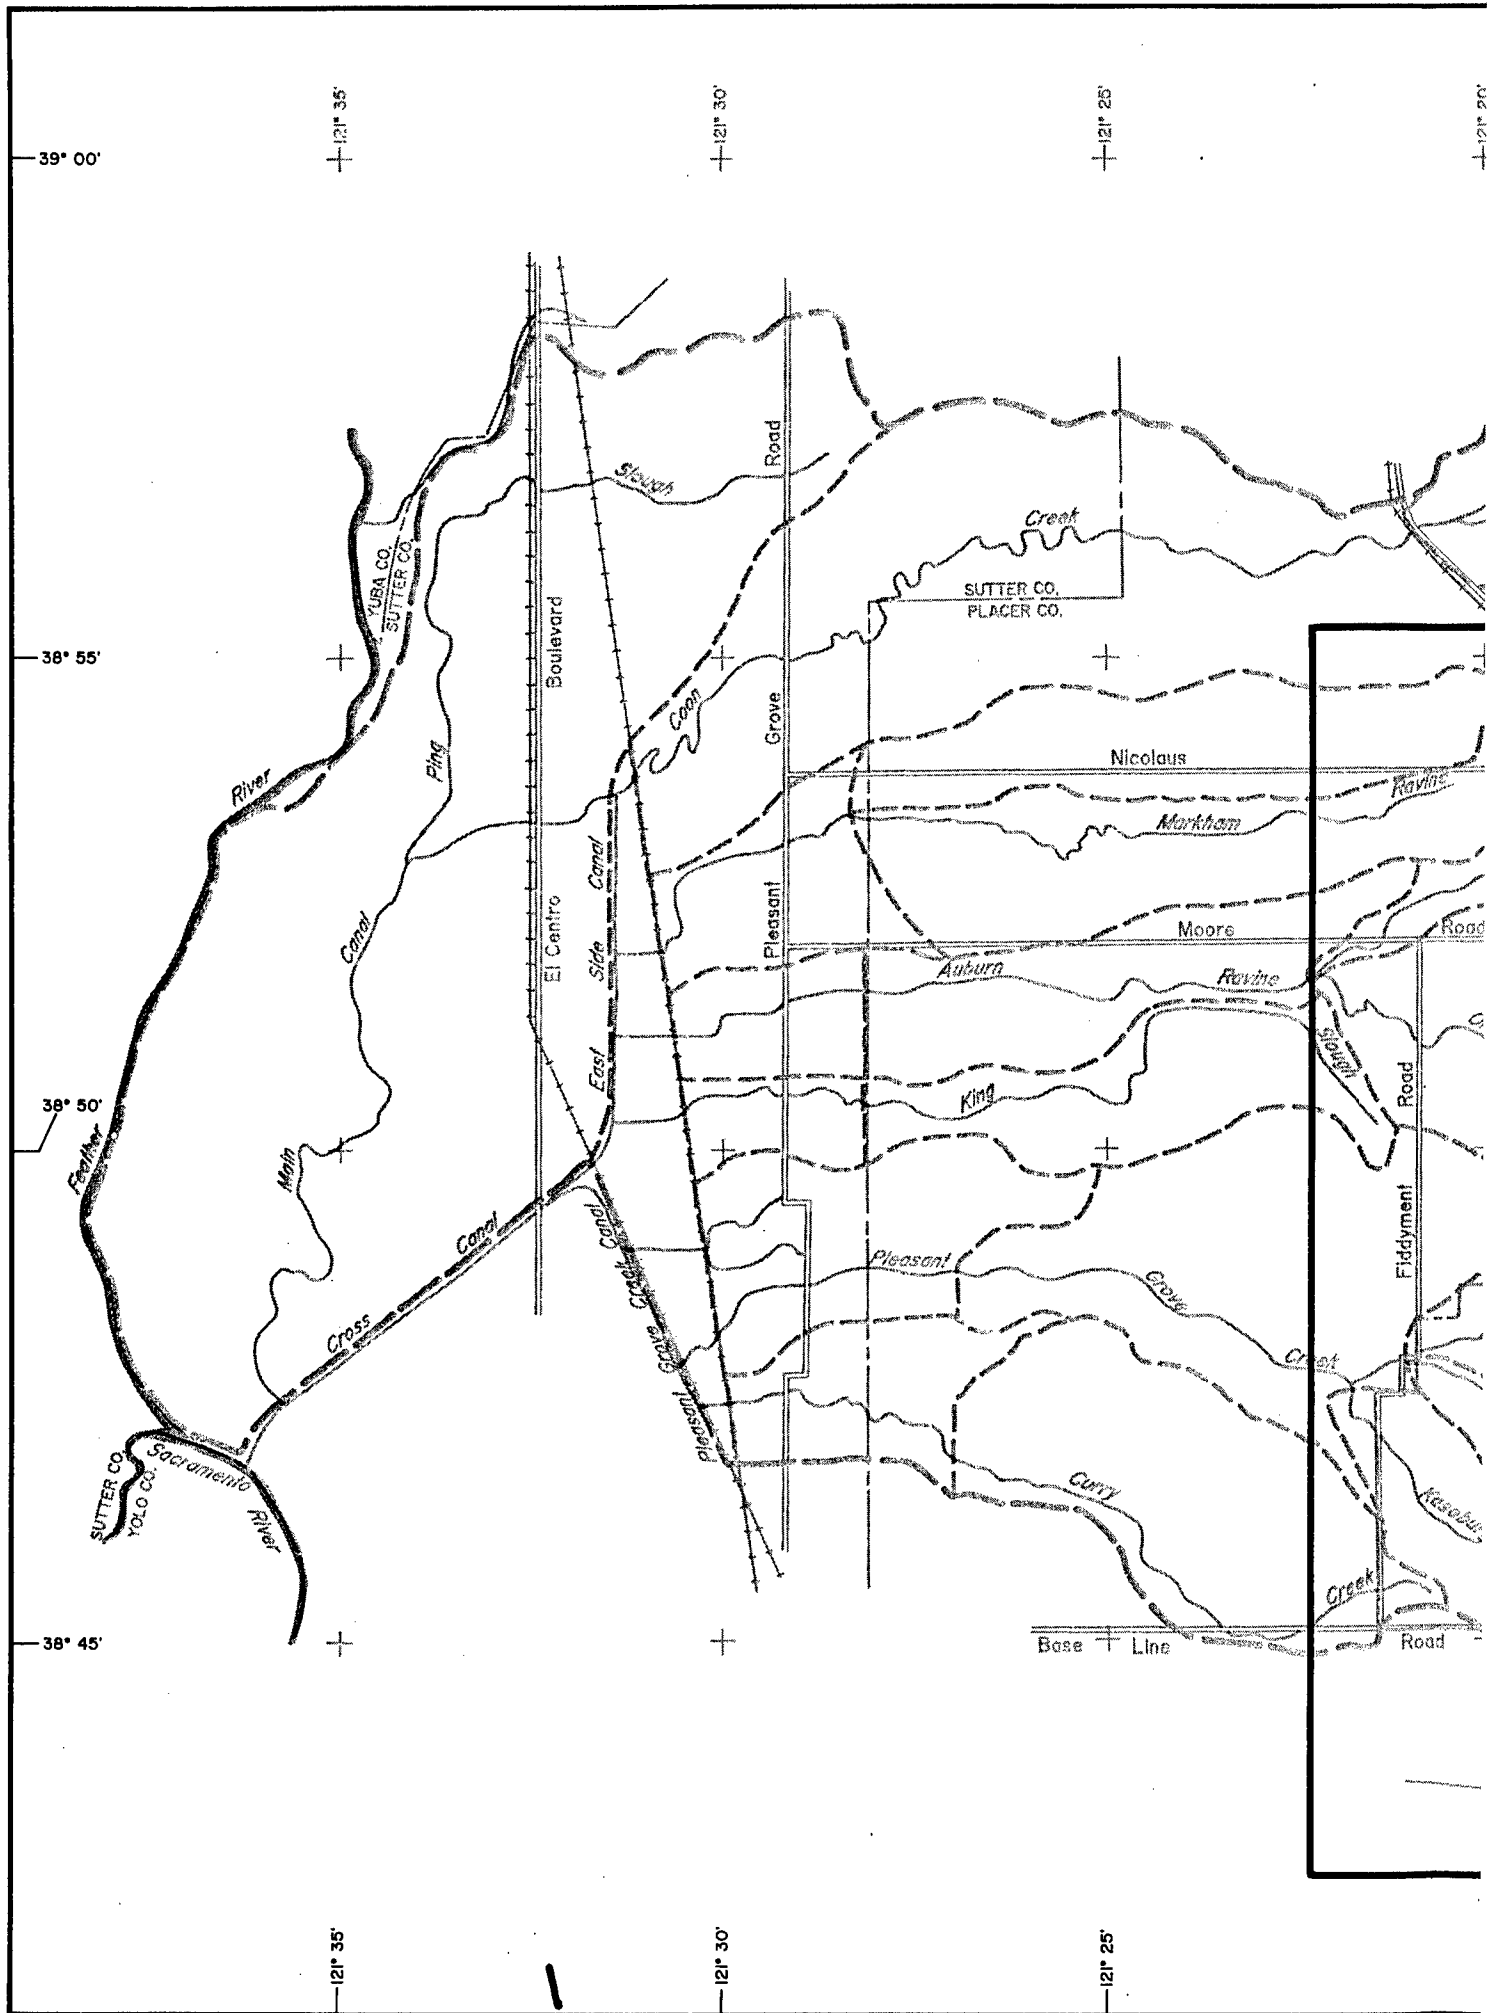 121° 35'
121° 30'
121° 25'
39° 00'
Slough
Road
Creek
YUBA CO.
SUTTER CO.
SUTTER CO.
PLACER CO.
Boulevard
38° 55'
Coon
Grove
Ping
River
Nicolaus
Ravine
Markham
Canal
El Centro
Side
Canal
Pleasant
Moore
Road
Auburn
Ravine
East
Slough
King
Road
38° 50'
Feather
Main
Canal
Canal
Creek
Pleasant
Grove
Fiddyment
Cross
Grove
Creek
Pleasant
SUTTER CO.
YOLO CO.
Sacramento
River
Curry
Creek
38° 45'
Base Line Road
121° 35'
121° 30'
121° 25'